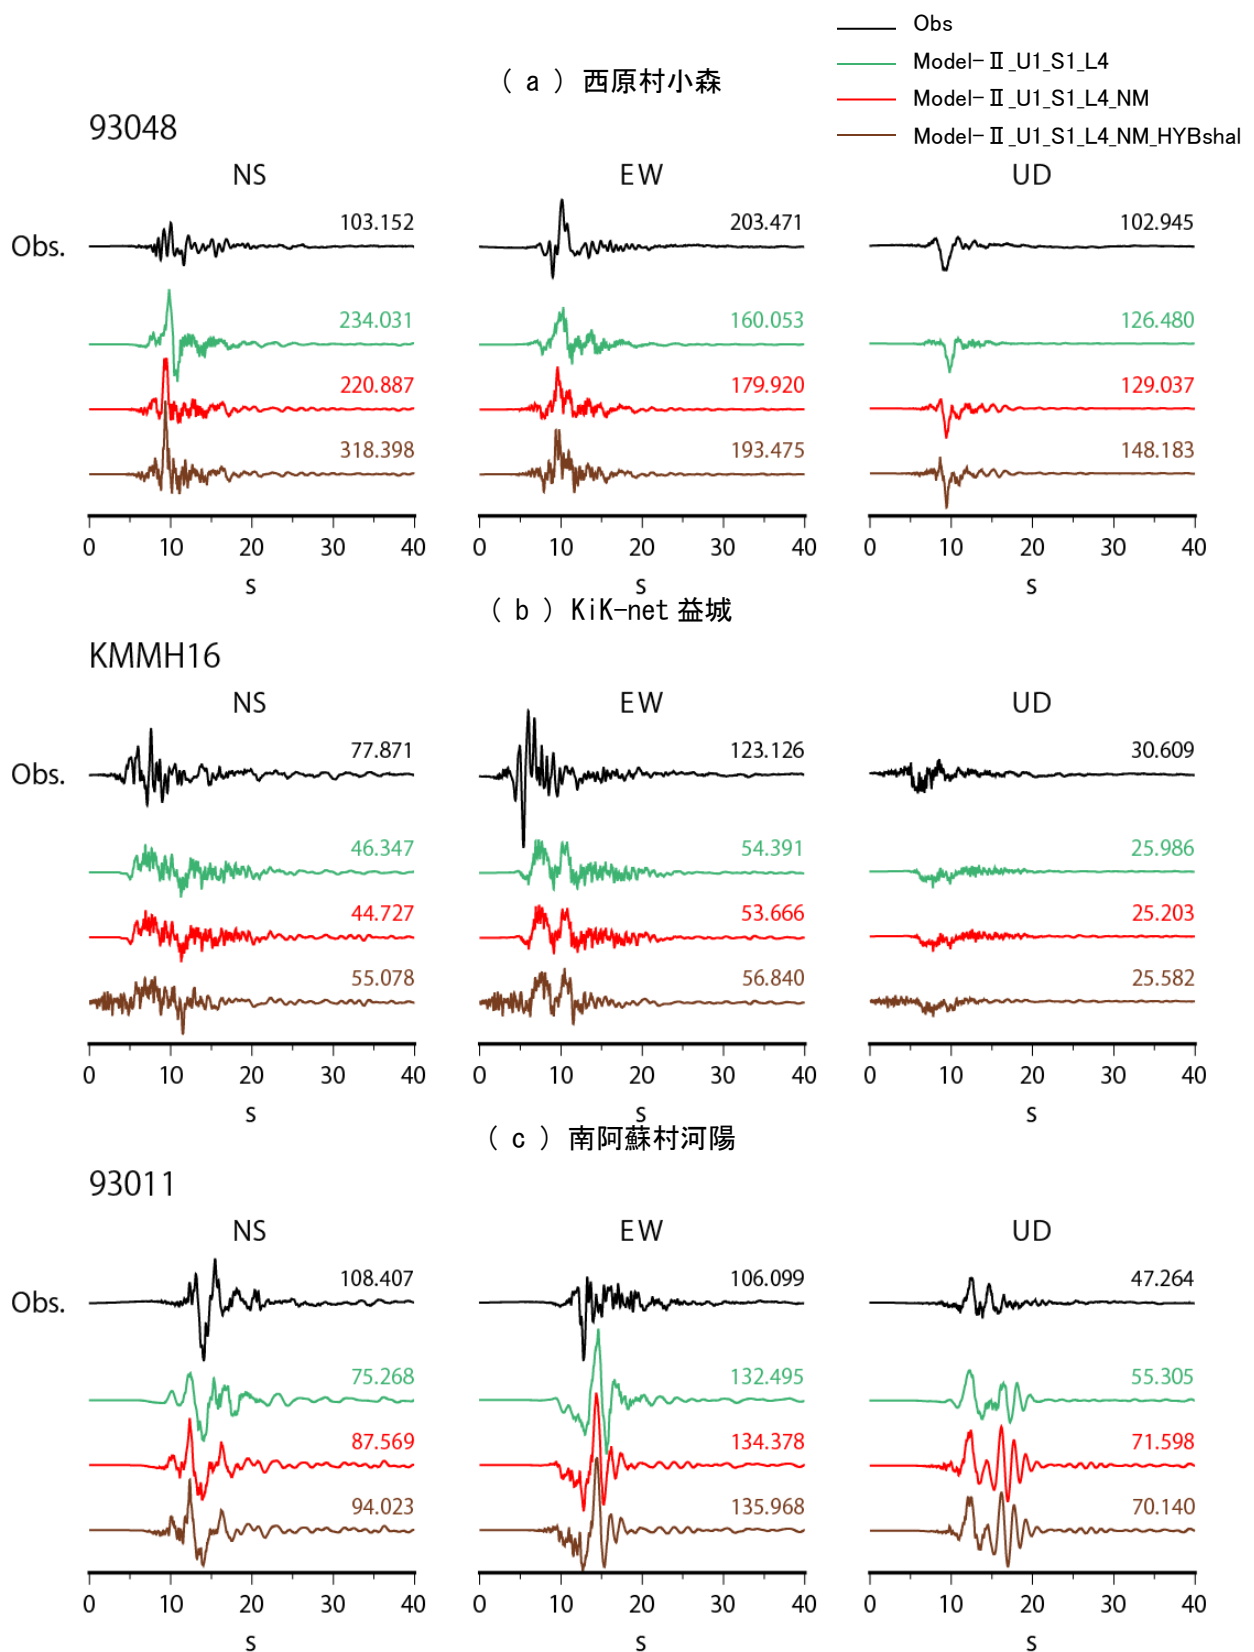 Obs
Model-Ⅱ_U1_S1_L4
( a ) 西原村小森
Model-Ⅱ_U1_S1_L4_NM
93048
Model-Ⅱ_U1_S1_L4_NM_HYBshal
NS EW UD
Obs. 103.152 203.471 102.945
234.031 160.053 126.480
220.887 179.920 129.037
318.398 193.475 148.183
0 10 20 30 40 0 10 20 30 40 0 10 20 30 40
s s s
( b ) KiK-net 益城
KMMH16
NS EW UD
Obs. 77.871 123.126 30.609
46.347 54.391 25.986
44.727 53.666 25.203
55.078 56.840 25.582
0 10 20 30 40 0 10 20 30 40 0 10 20 30 40
s s s
( c ) 南阿蘇村河陽
93011
NS EW UD
Obs. 108.407 106.099 47.264
75.268 132.495 55.305
87.569 134.378 71.598
94.023 135.968 70.140
0 10 20 30 40 0 10 20 30 40 0 10 20 30 40
s s s